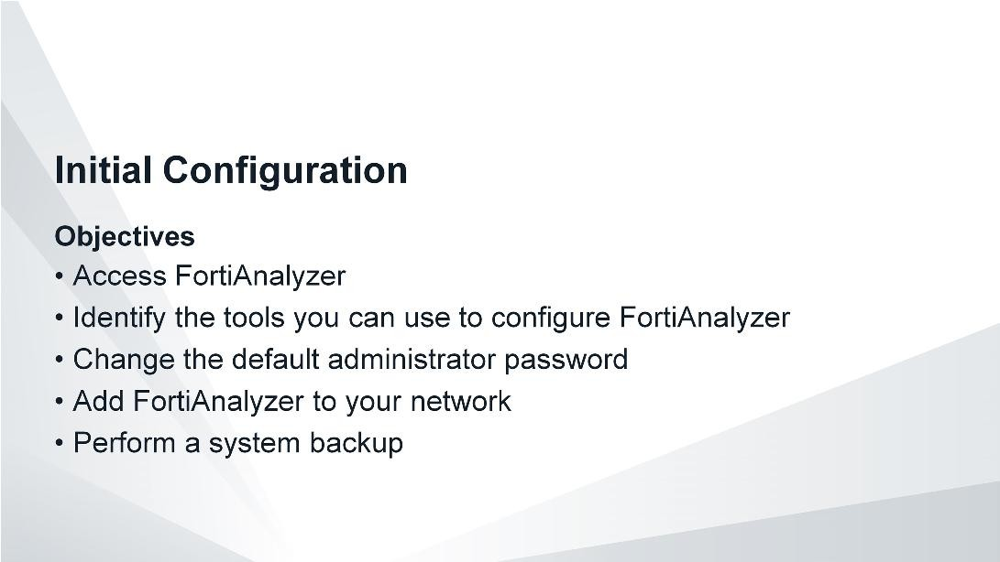 Initial Configuration
Objectives
• Access FortiAnalyzer
• Identify the tools you can use to configure FortiAnalyzer
• Change the default administrator password
• Add FortiAnalyzer to your network
• Perform a system backup